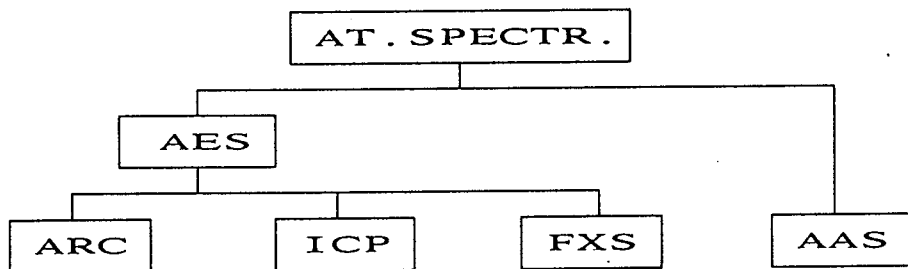 AT. SPECTR.
AES
ARC ICP FXS AAS